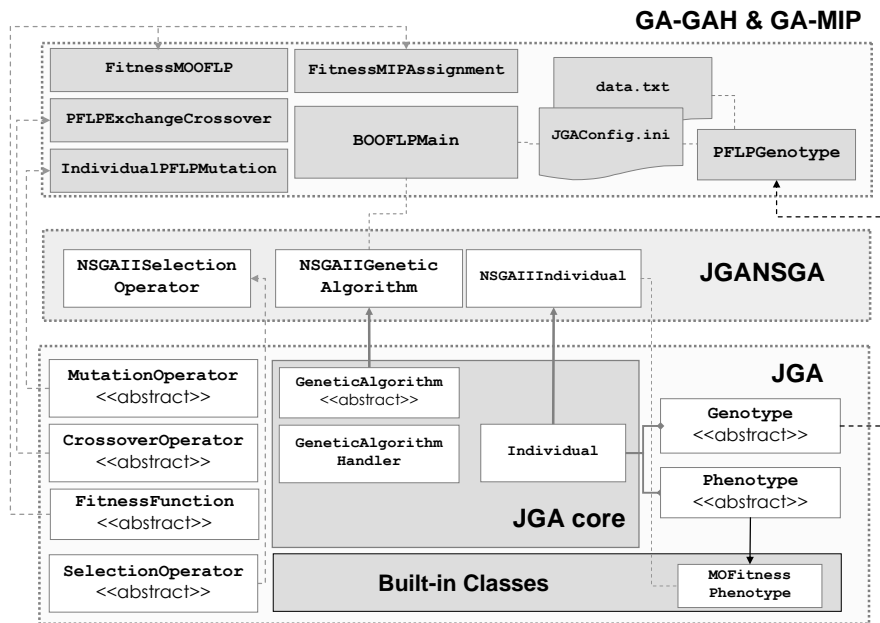 GA-GAH & GA-MIP
FitnessMOOFLP
FitnessMIPAssignment
data.txt
PFLPExchangeCrossover
BOOFLPMain
JGAConfig.ini
PFLPGenotype
IndividualPFLPMutation
NSGAIISelection
Operator
NSGAIIGenetic
Algorithm
NSGAIIIndividual
JGANSGA
MutationOperator
<<abstract>>
GeneticAlgorithm
<<abstract>>
JGA
Genotype
<<abstract>>
CrossoverOperator
<<abstract>>
GeneticAlgorithm
Handler
Individual
Phenotype
<<abstract>>
FitnessFunction
<<abstract>>
JGA core
SelectionOperator
<<abstract>>
Built-in Classes
MOFitness
Phenotype